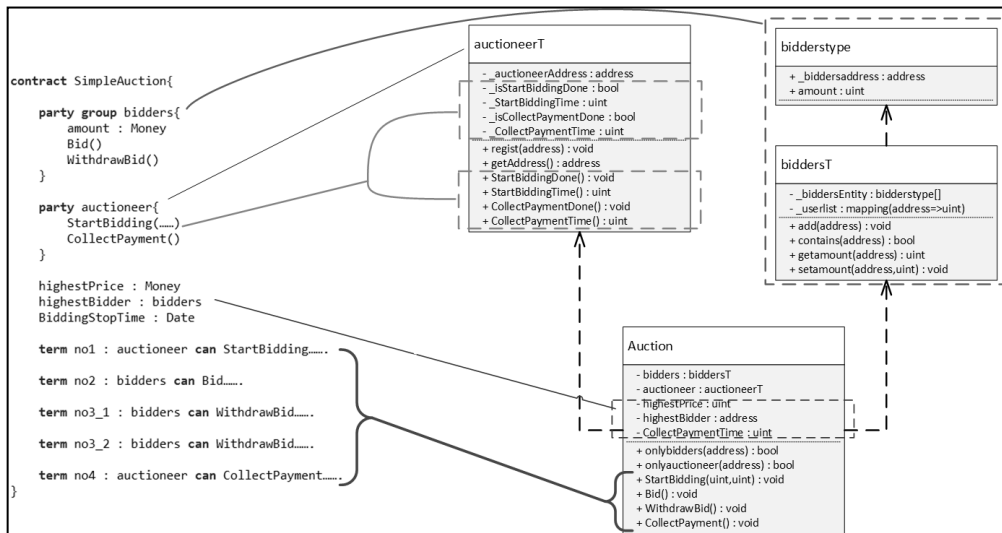 contract SimpleAuction{
party group bidders{
amount : Money
Bid()
WithdrawBid()
}
party auctioneer{
StartBidding(……)
CollectPayment()
}
highestPrice : Money
highestBidder : bidders
BiddingStopTime : Date
term no1 : auctioneer can StartBidding…….
term no2 : bidders can Bid…….
term no3_1 : bidders can WithdrawBid…….
term no3_2 : bidders can WithdrawBid…….
term no4 : auctioneer can CollectPayment…….
}
auctioneerT
- _auctioneerAddress : address
- _isStartBiddingDone : bool
- _StartBiddingTime : uint
- _isCollectPaymentDone : bool
- _CollectPaymentTime : uint
+ regist(address) : void
+ getAddress() : address
+ StartBiddingDone() : void
+ StartBiddingTime() : uint
+ CollectPaymentDone() : void
+ CollectPaymentTime() : uint
bidderstype
+ _biddersaddress : address
+ amount : uint
biddersT
- _biddersEntity : bidderstype[]
- _userlist : mapping(address=>uint)
+ add(address) : void
+ contains(address) : bool
+ getamount(address) : uint
+ setamount(address,uint) : void
Auction
- bidders : biddersT
- auctioneer : auctioneerT
- highestPrice : uint
- highestBidder : address
- CollectPaymentTime : uint
+ onlybidders(address) : bool
+ onlyauctioneer(address) : bool
+ StartBidding(uint,uint) : void
+ Bid() : void
+ WithdrawBid() : void
+ CollectPayment() : void